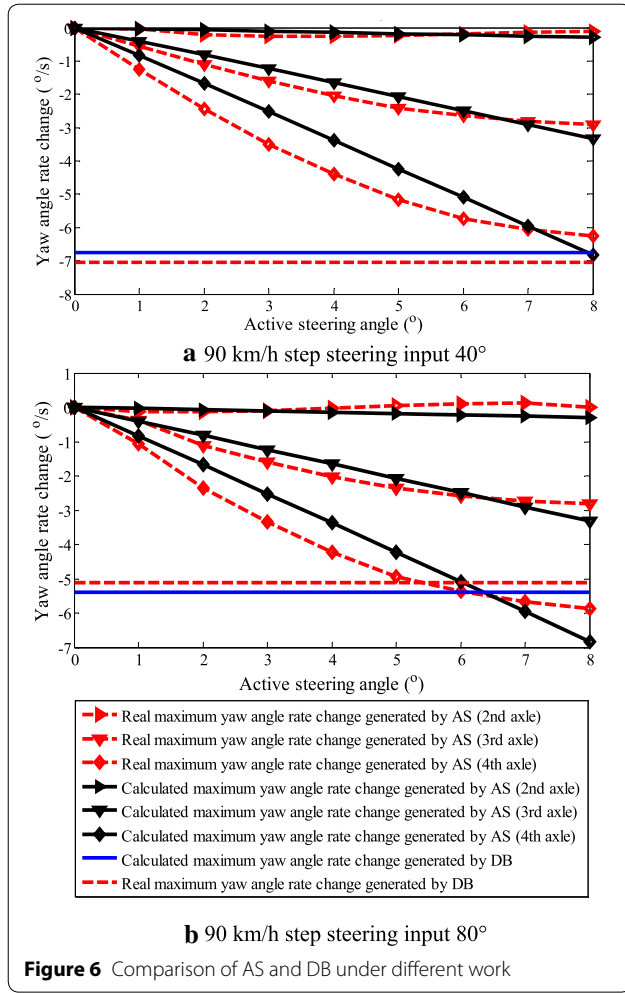 0
-1
-2
-3
-4
-5
-6
-7
-8
Yaw angle rate change ( °/s)
0 1 2 3 4 5 6 7 8
Active steering angle (°)
a 90 km/h step steering input 40°
1
0
-1
-2
-3
-4
-5
-6
-7
Yaw angle rate change ( °/s)
0 1 2 3 4 5 6 7 8
Active steering angle (°)
Real maximum yaw angle rate change generated by AS (2nd axle)
Real maximum yaw angle rate change generated by AS (3rd axle)
Real maximum yaw angle rate change generated by AS (4th axle)
Calculated maximum yaw angle rate change generated by AS (2nd axle)
Calculated maximum yaw angle rate change generated by AS (3rd axle)
Calculated maximum yaw angle rate change generated by AS (4th axle)
Calculated maximum yaw angle rate change generated by DB
Real maximum yaw angle rate change generated by DB
b 90 km/h step steering input 80°
Figure 6 Comparison of AS and DB under different work